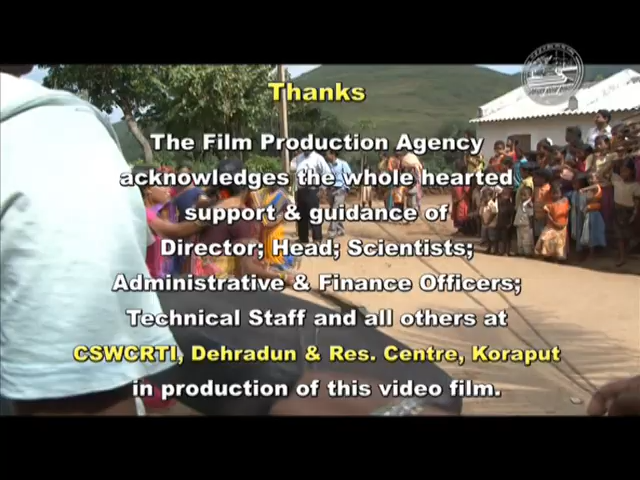 Thanks
The Film Production Agency
acknowledges the whole hearted
support & guidance of
Director; Head; Scientists;
Administrative & Finance Officers;
Technical Staff and all others at
CSWCRTI, Dehradun & Res. Centre, Koraput
in production of this video film.